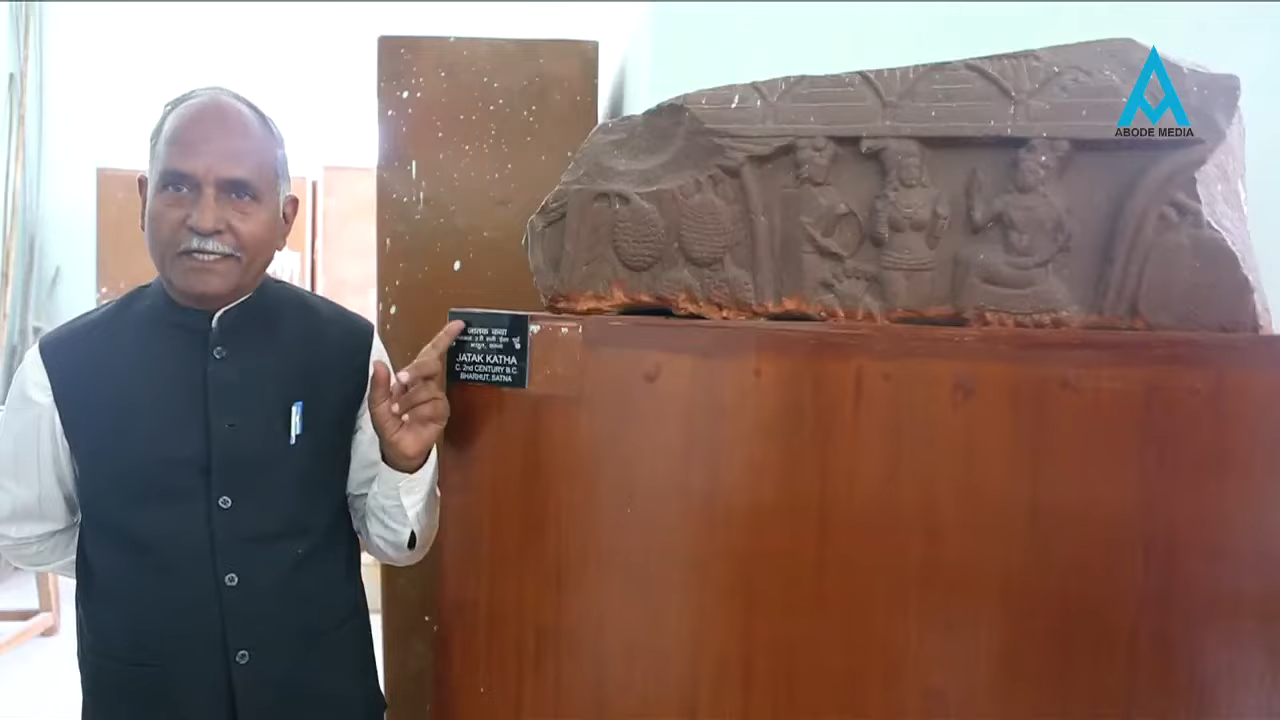 जातक कथा
JATAK KATHA
C. 2nd CENTURY B.C.
BHARHUT, SATNA
ABODE MEDIA